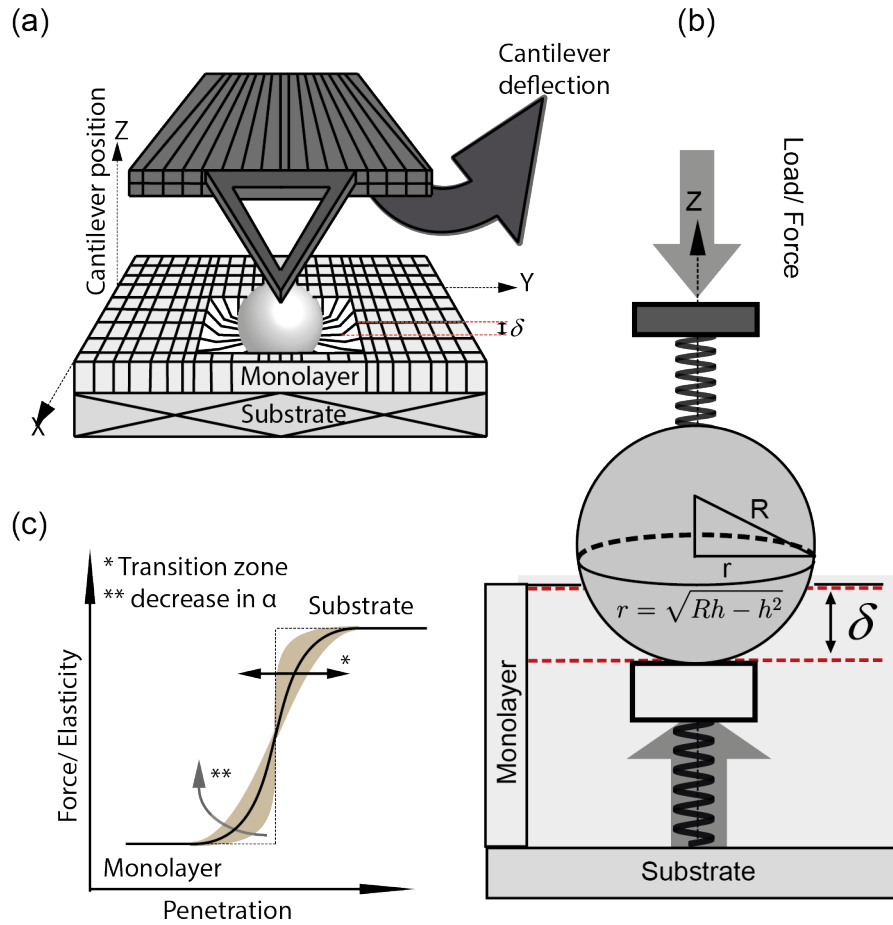 (a)
Cantilever
deflection
Cantilever position
Z
Y
δ
X
Monolayer
Substrate
(b)
Load/ Force
Z
R
r
r = √(Rh − h²)
δ
Monolayer
Substrate
(c)
* Transition zone
** decrease in α
Substrate
*
**
Force/ Elasticity
Monolayer
Penetration